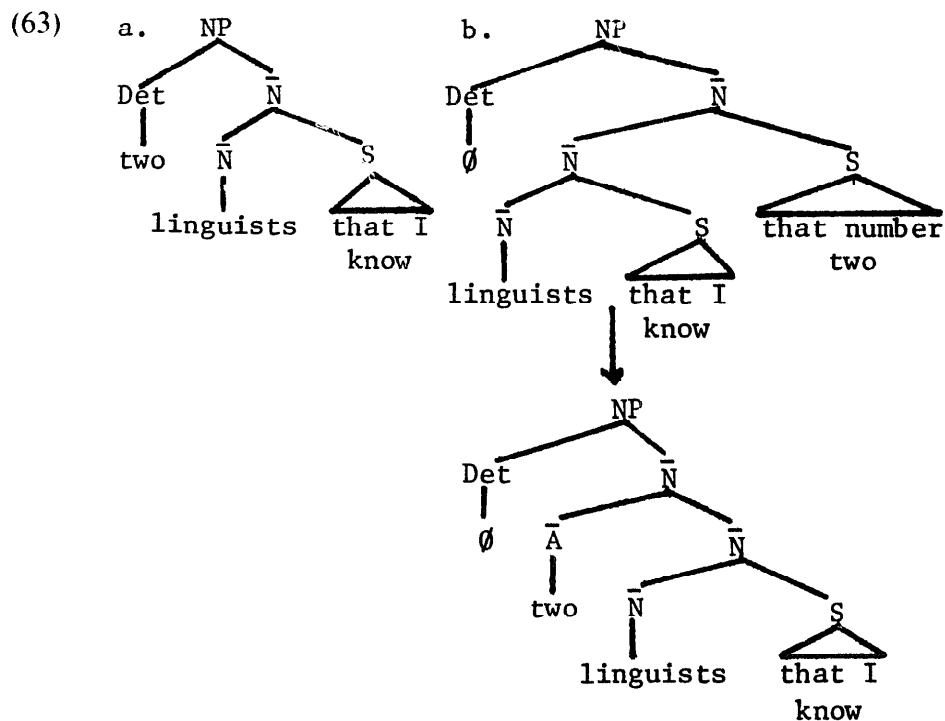 (63) a. NP b. NP
Det N̄ Det N̄
two N̄ S Ø N̄ S
linguists that I N̄ S that number
know two
linguists that I
know
NP
Det N̄
Ø Ā N̄
two N̄ S
linguists that I
know